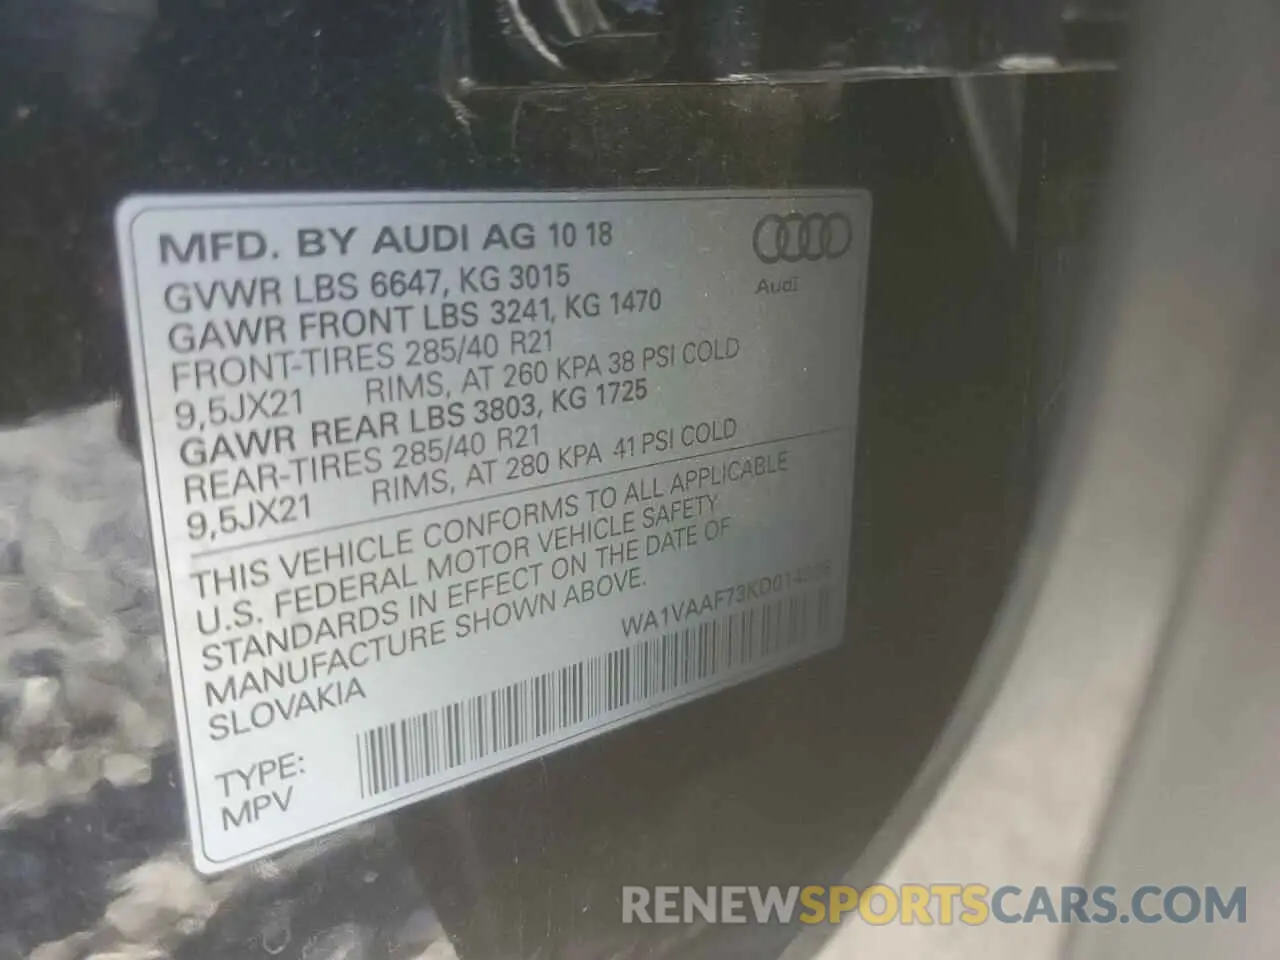 MFD. BY AUDI AG 10 18
GVWR LBS 6647, KG 3015
GAWR FRONT LBS 3241, KG 1470
FRONT-TIRES 285/40 R21
9,5JX21 RIMS, AT 260 KPA 38 PSI COLD
GAWR REAR LBS 3803, KG 1725
REAR-TIRES 285/40 R21
9,5JX21 RIMS, AT 280 KPA 41 PSI COLD
Audi
THIS VEHICLE CONFORMS TO ALL APPLICABLE
U.S. FEDERAL MOTOR VEHICLE SAFETY
STANDARDS IN EFFECT ON THE DATE OF
MANUFACTURE SHOWN ABOVE.
SLOVAKIA
TYPE:
MPV
RENEWSPORTSCARS.COM